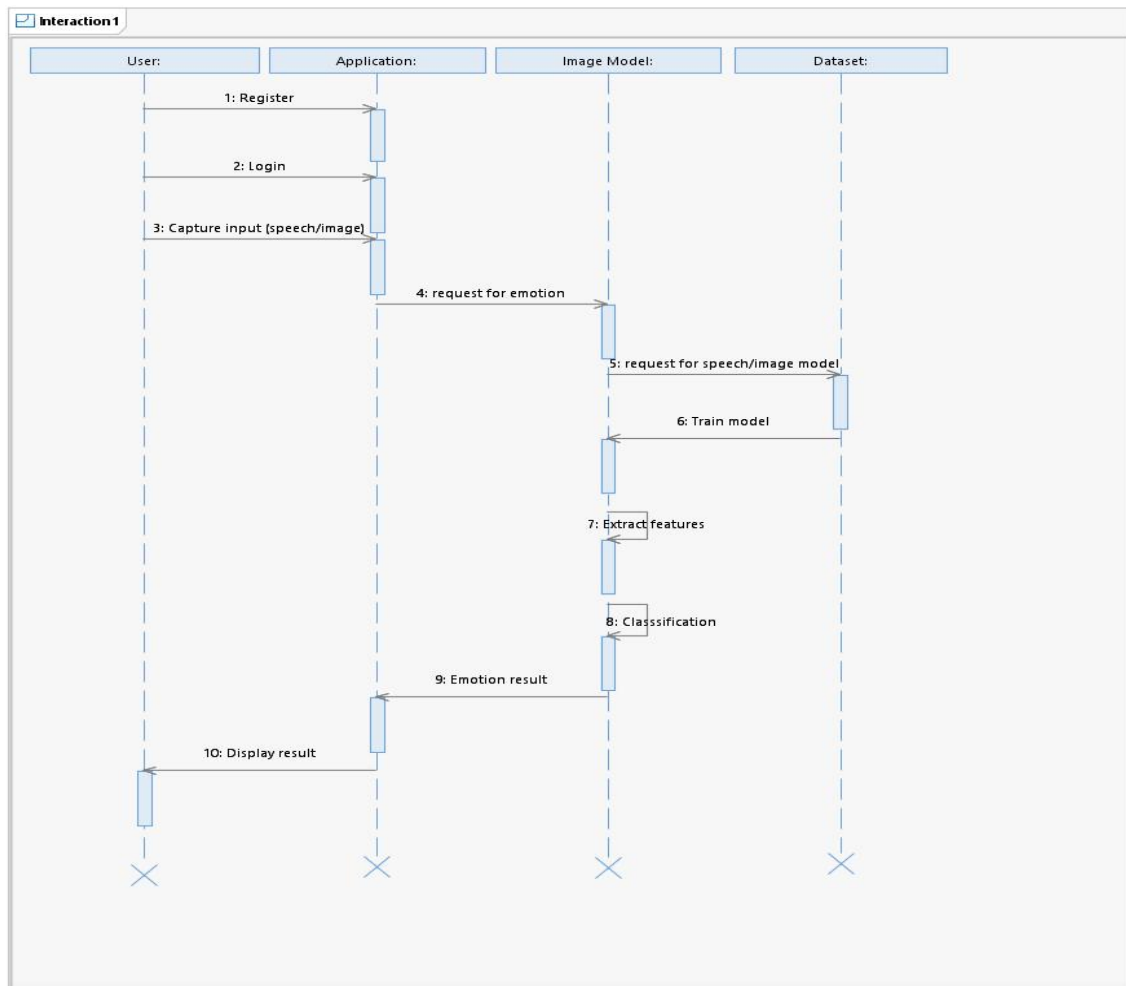 Interaction1
User:
Application:
Image Model:
Dataset:
1: Register
2: Login
3: Capture input (speech/image)
4: request for emotion
5: request for speech/image model
6: Train model
7: Extract features
8: Classsification
9: Emotion result
10: Display result